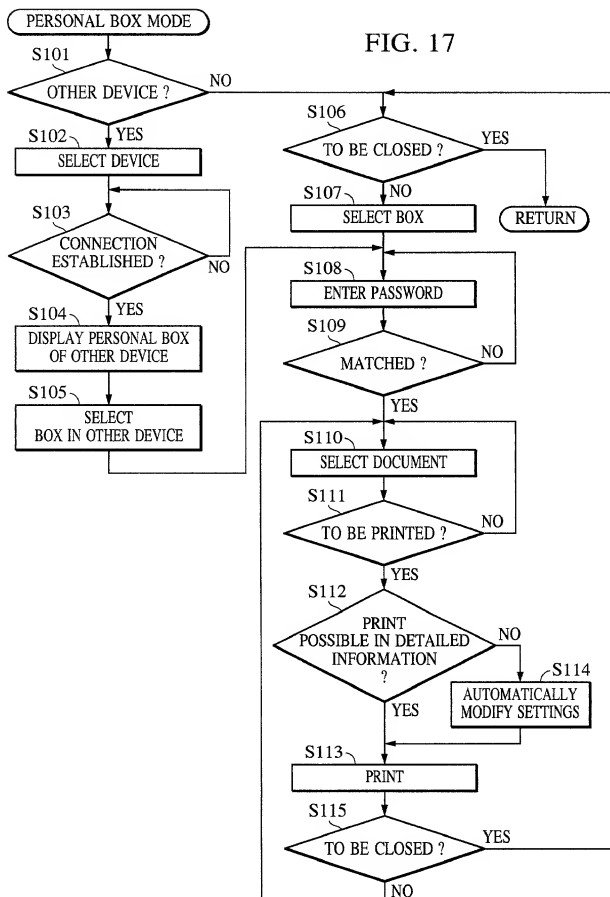 PERSONAL BOX MODE
FIG. 17
S101
OTHER DEVICE ?
NO
YES
S102
SELECT DEVICE
S103
CONNECTION
ESTABLISHED ?
NO
YES
S104
DISPLAY PERSONAL BOX
OF OTHER DEVICE
S105
SELECT
BOX IN OTHER DEVICE
S106
TO BE CLOSED ?
YES
NO
RETURN
S107
SELECT BOX
S108
ENTER PASSWORD
S109
MATCHED ?
NO
YES
S110
SELECT DOCUMENT
S111
TO BE PRINTED ?
NO
YES
S112
PRINT
POSSIBLE IN DETAILED
INFORMATION
?
NO
YES
S114
AUTOMATICALLY
MODIFY SETTINGS
S113
PRINT
S115
TO BE CLOSED ?
YES
NO